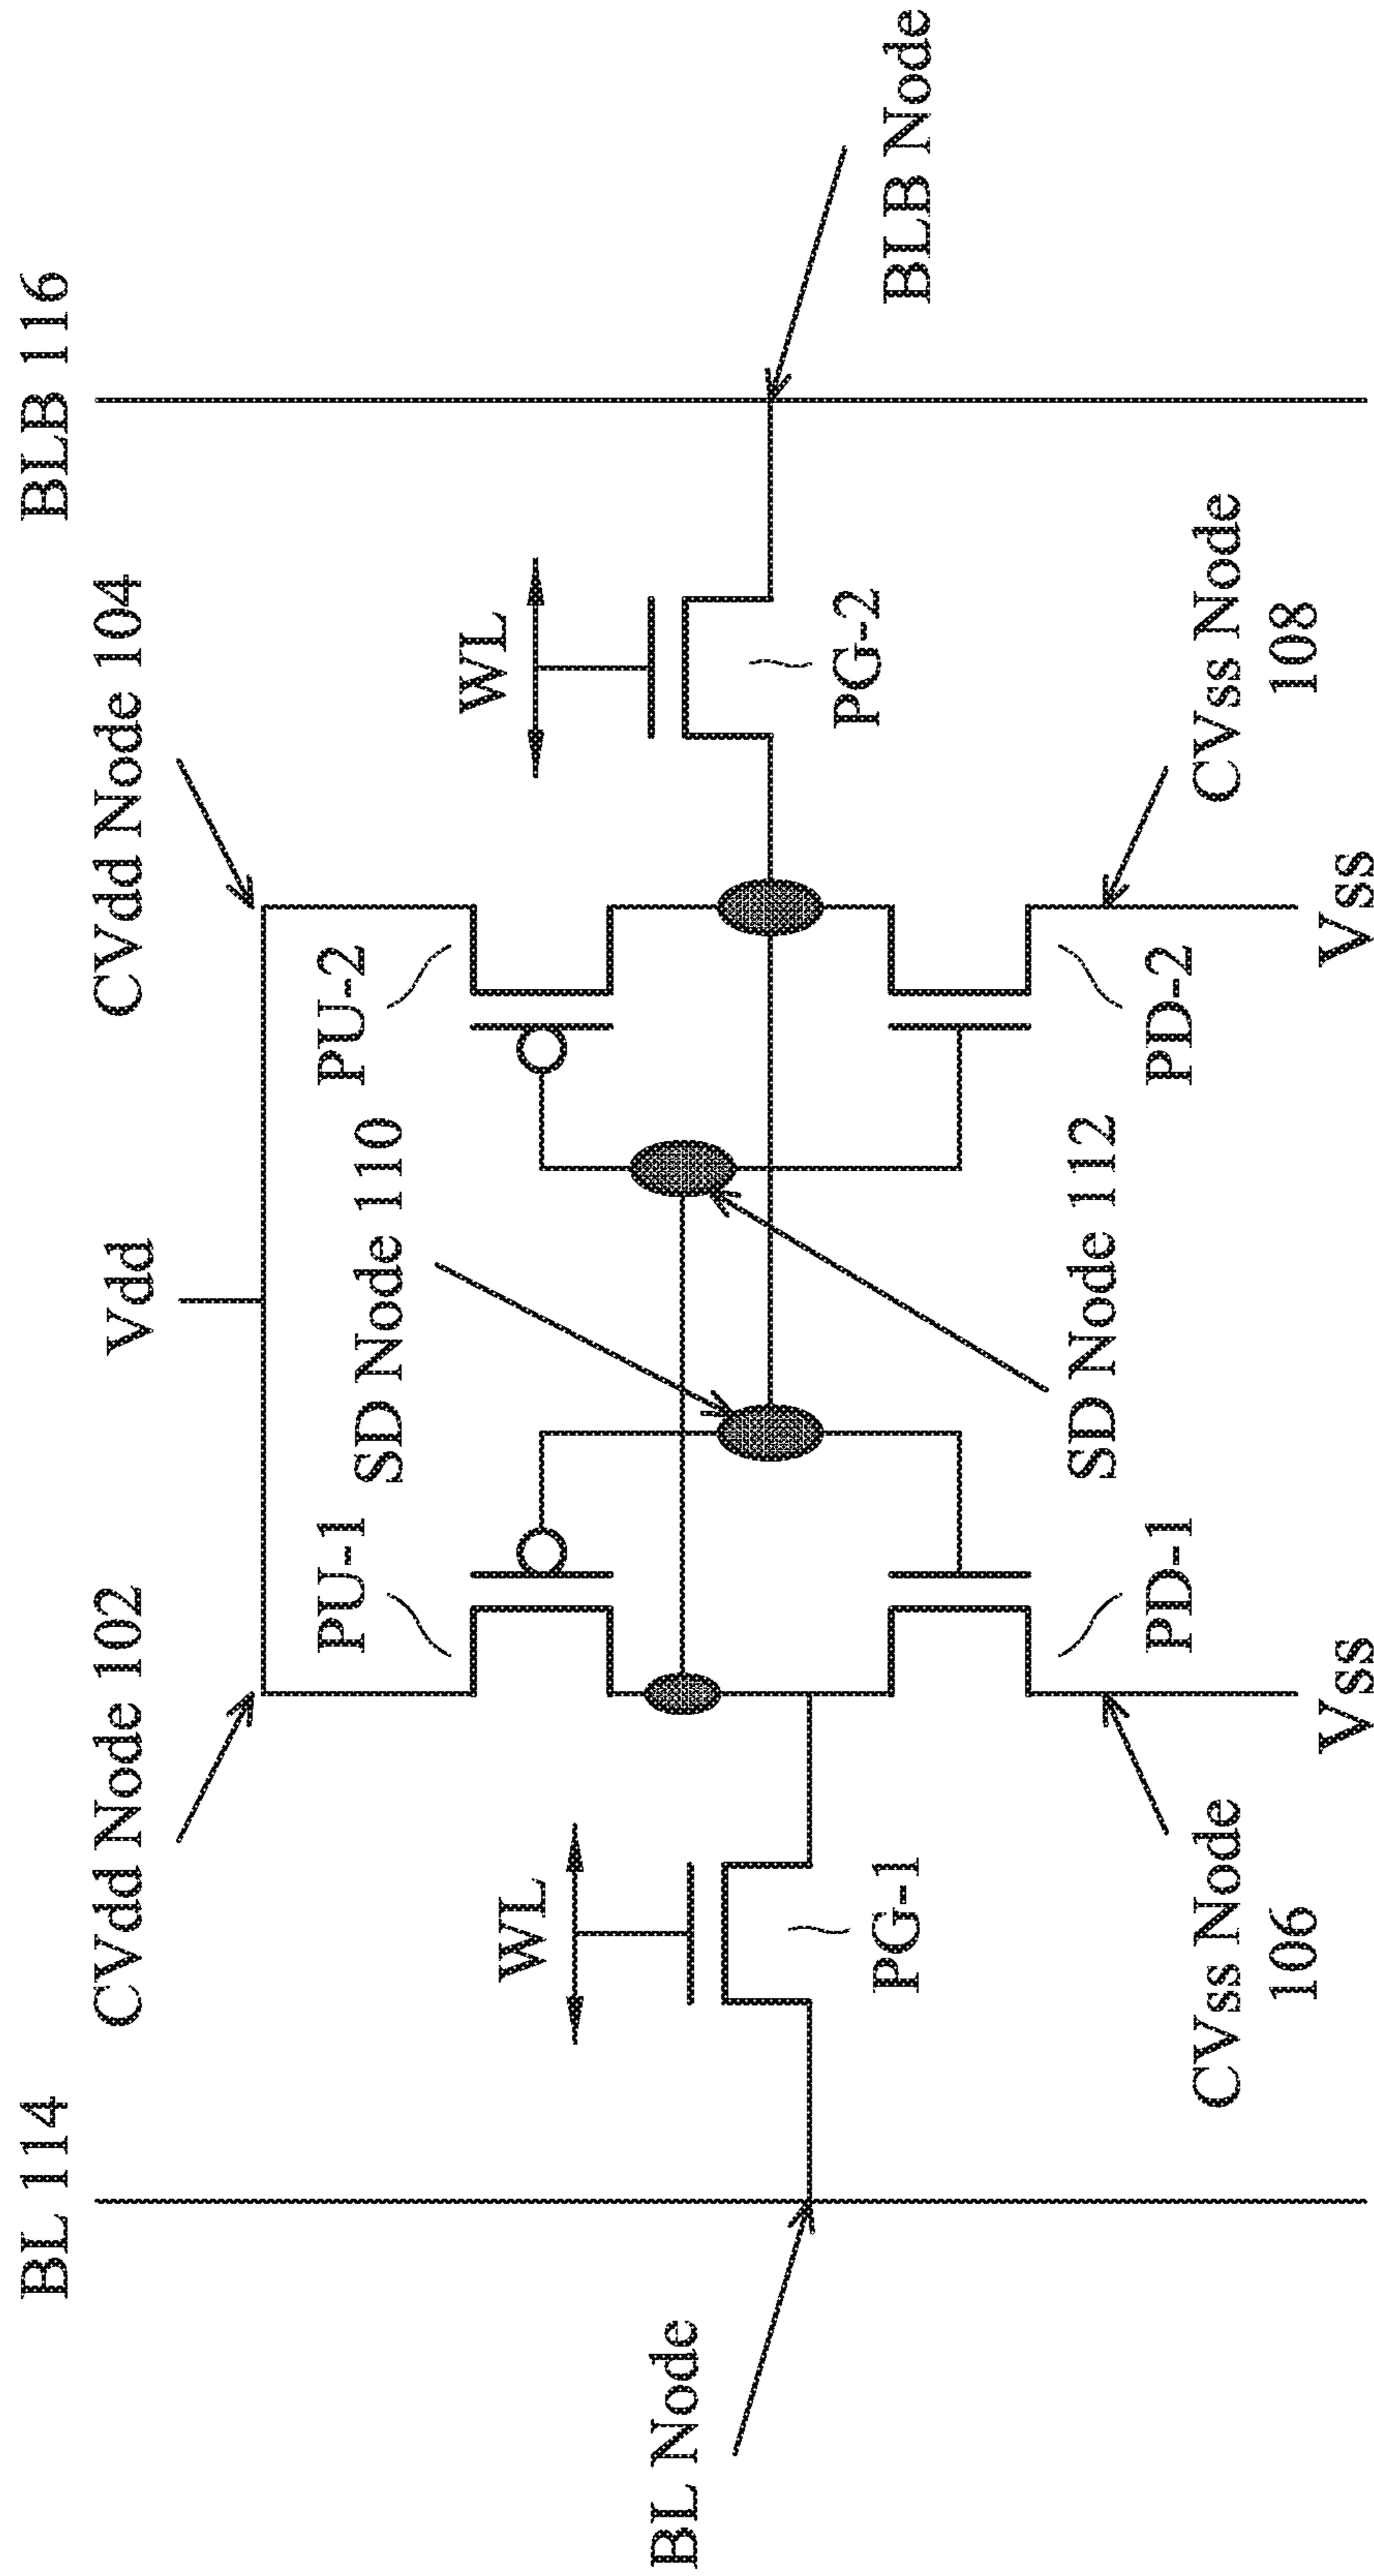 BL 114
BLB 116
CVdd Node 102
Vdd
CVdd Node 104
PU-1
SD Node 110
PU-2
WL
WL
BL Node
PG-1
PG-2
BLB Node
SD Node 112
PD-1
PD-2
CVss Node
106
CVss Node
108
Vss
Vss